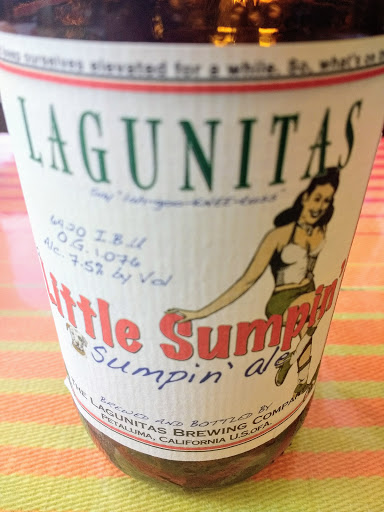 ourselves elevated for a while. So, what's on
LAGUNITAS
Say "Lah-goo-KNEE-tuss"
64.20 I.B.U
O.G. 1.076
Alc. 7.5% by Vol
Little Sumpin'
Sumpin' ale
BREWED AND BOTTLED BY
THE LAGUNITAS BREWING COMPANY
PETALUMA, CALIFORNIA U.S.of A.